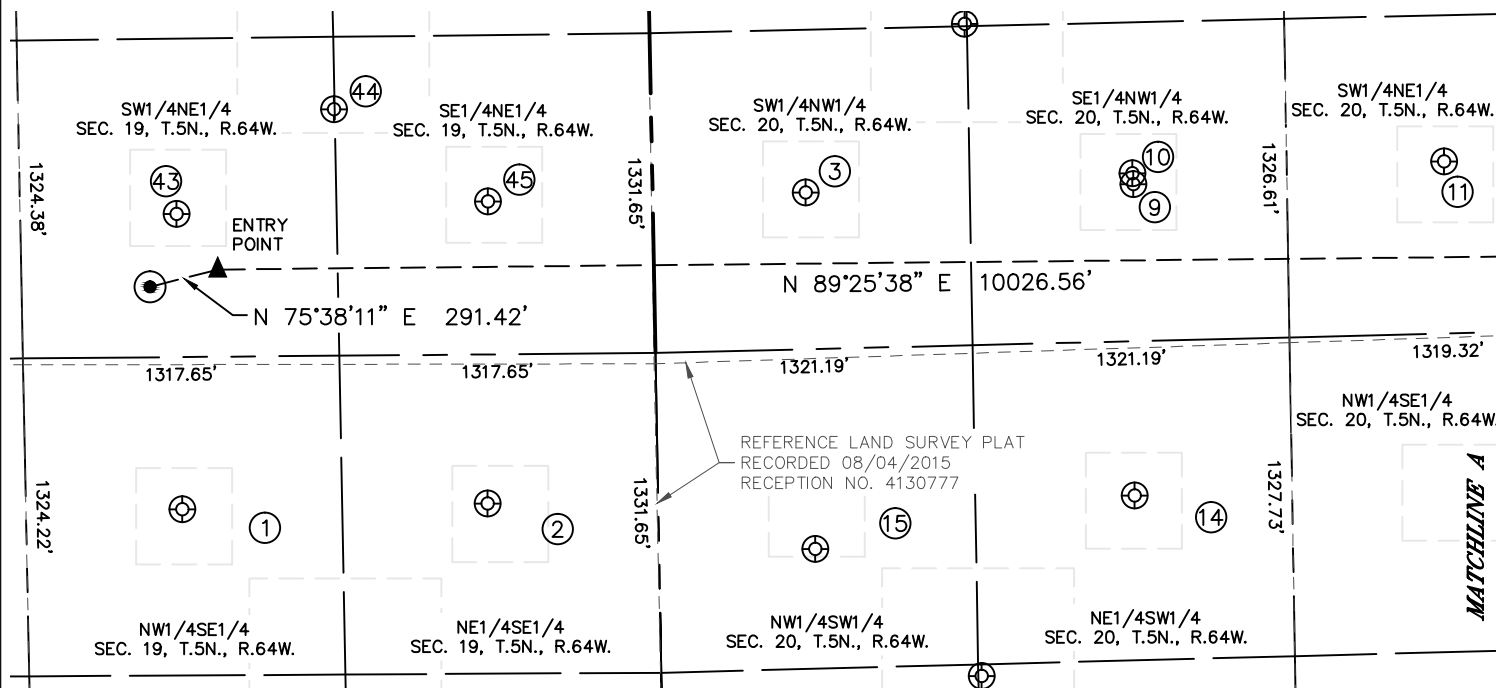 44
SW1/4NE1/4
SEC. 19, T.5N., R.64W.
SE1/4NE1/4
SEC. 19, T.5N., R.64W.
SW1/4NW1/4
SEC. 20, T.5N., R.64W.
SE1/4NW1/4
SEC. 20, T.5N., R.64W.
SW1/4NE1/4
SEC. 20, T.5N., R.64W.
1324.38'
43
45
1331.65'
3
10
9
1326.61'
11
ENTRY
POINT
N 75°38'11" E 291.42'
N 89°25'38" E 10026.56'
1317.65'
1317.65'
1321.19'
1321.19'
1319.32'
NW1/4SE1/4
SEC. 20, T.5N., R.64W.
REFERENCE LAND SURVEY PLAT
RECORDED 08/04/2015
RECEPTION NO. 4130777
1324.22'
1
2
1331.65'
15
14
1327.73'
MATCHLINE A
NW1/4SE1/4
SEC. 19, T.5N., R.64W.
NE1/4SE1/4
SEC. 19, T.5N., R.64W.
NW1/4SW1/4
SEC. 20, T.5N., R.64W.
NE1/4SW1/4
SEC. 20, T.5N., R.64W.